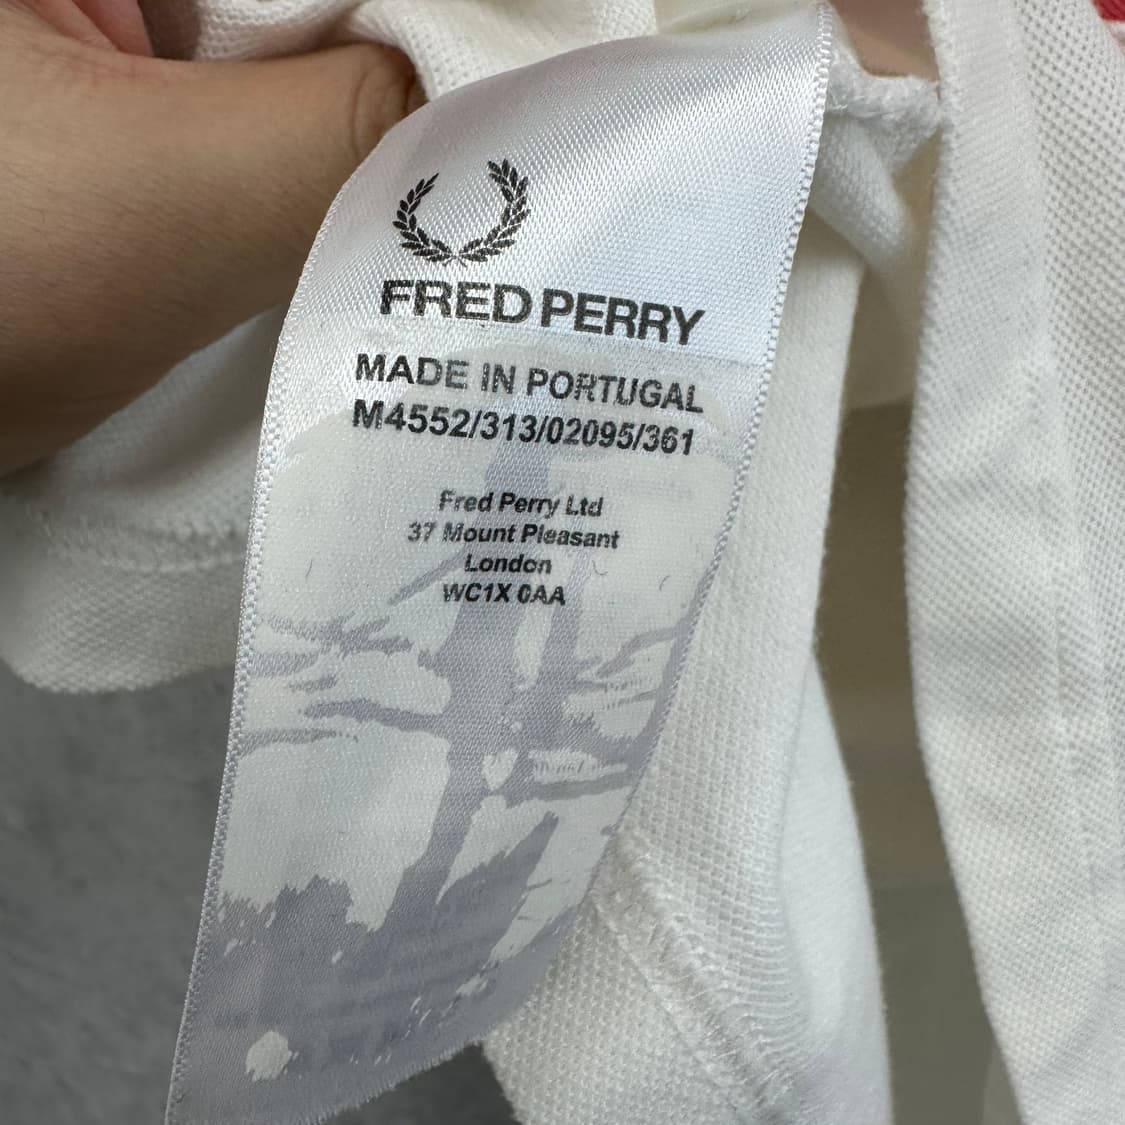 FRED PERRY
MADE IN PORTUGAL
M4552/313/02095/361
Fred Perry Ltd
37 Mount Pleasant
London
WC1X 0AA